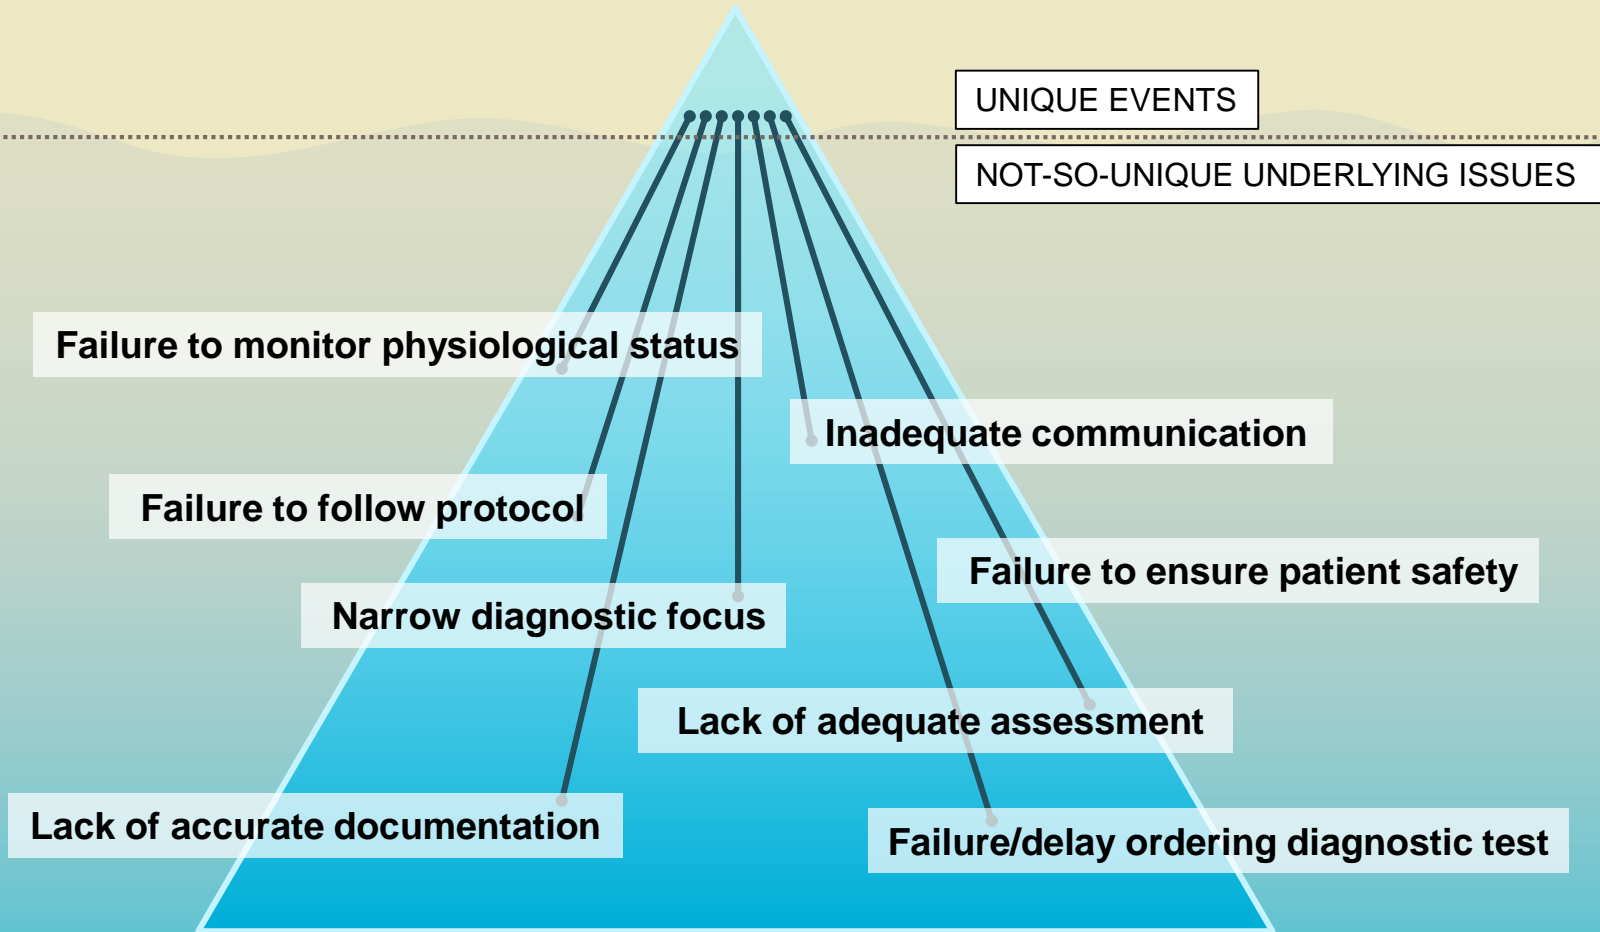 UNIQUE EVENTS
NOT-SO-UNIQUE UNDERLYING ISSUES
Failure to monitor physiological status
Inadequate communication
Failure to follow protocol
Failure to ensure patient safety
Narrow diagnostic focus
Lack of adequate assessment
Lack of accurate documentation
Failure/delay ordering diagnostic test